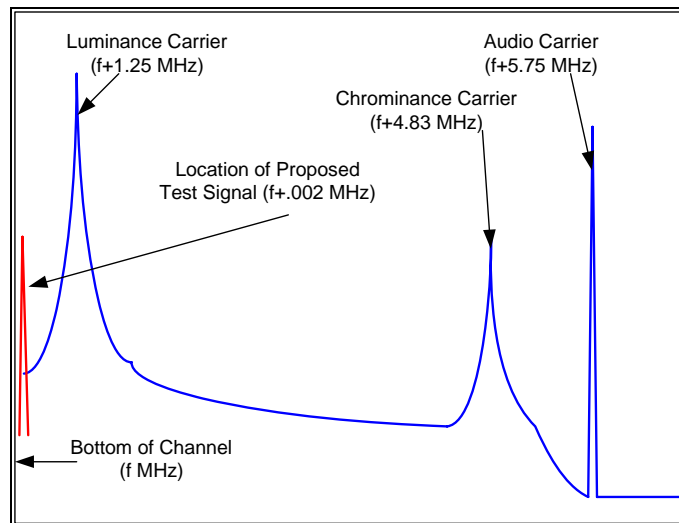 Luminance Carrier
(f+1.25 MHz)
Audio Carrier
(f+5.75 MHz)
Chrominance Carrier
(f+4.83 MHz)
Location of Proposed
Test Signal (f+.002 MHz)
Bottom of Channel
(f MHz)